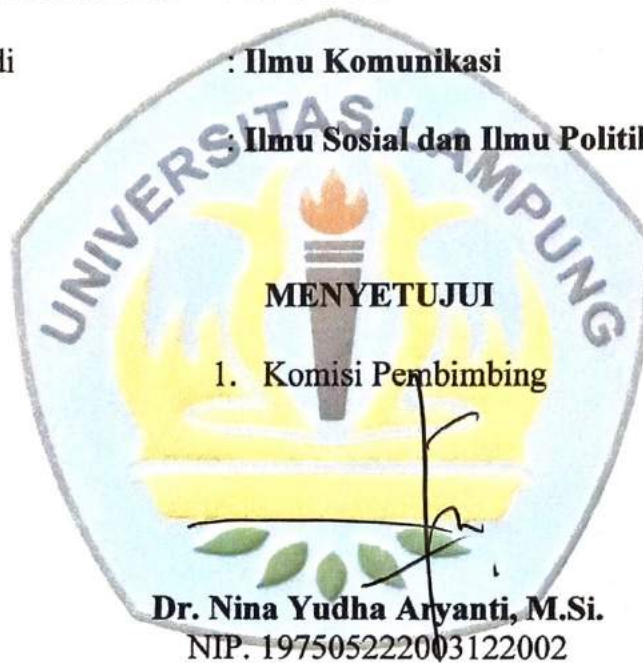 di : Ilmu Komunikasi
: Ilmu Sosial dan Ilmu Politik
UNIVERSITAS LAMPUNG
MENYETUJUI
1. Komisi Pembimbing
Dr. Nina Yudha Aryanti, M.Si.
NIP. 197505222003122002